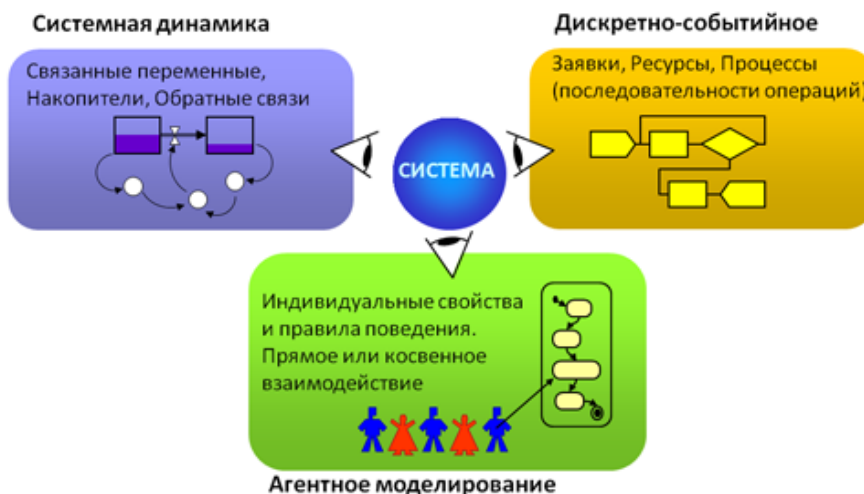 Системная динамика
Связанные переменные,
Накопители, Обратные связи
Дискретно-событийное
Заявки, Ресурсы, Процессы
(последовательности операций)
СИСТЕМА
Индивидуальные свойства
и правила поведения.
Прямое или косвенное
взаимодействие
Агентное моделирование